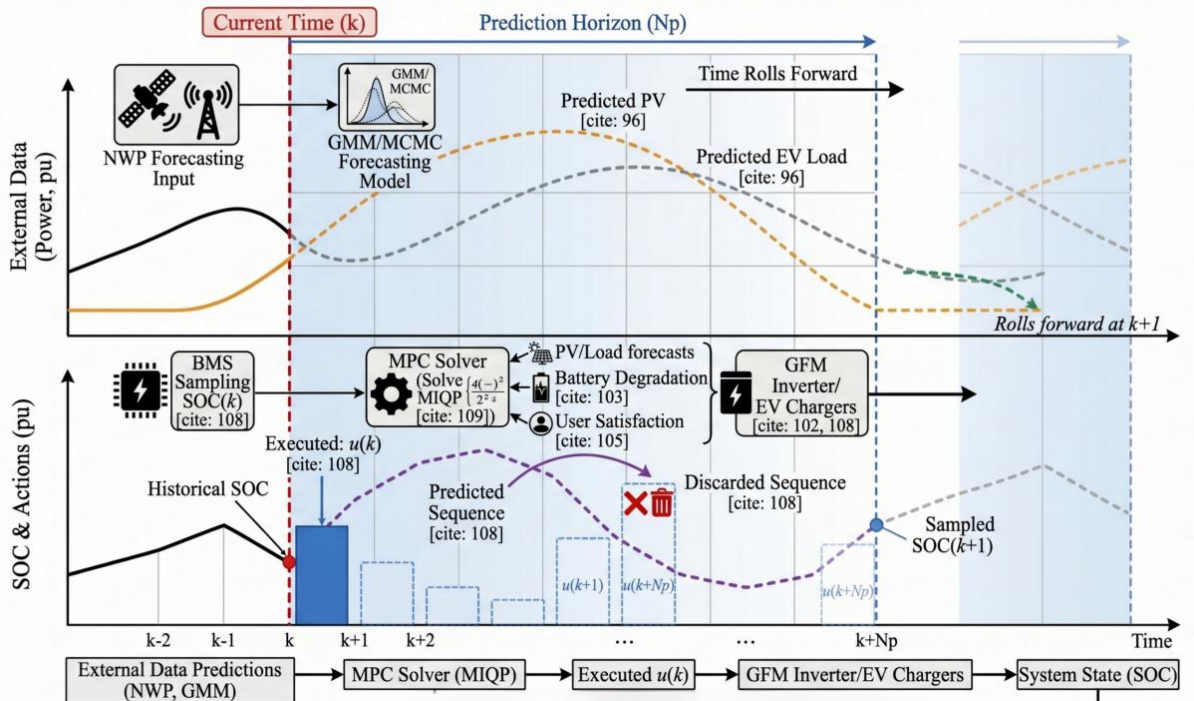 Current Time (k)
Prediction Horizon (Np)
Time Rolls Forward
GMM/
MCMC
NWP Forecasting
Input
GMM/MCMC
Forecasting
Model
Predicted PV
[cite: 96]
Predicted EV Load
[cite: 96]
External Data
(Power, pu)
Rolls forward at k+1
BMS
Sampling
SOC(k)
[cite: 108]
MPC Solver
(Solve
MIQP
[cite: 109])
PV/Load forecasts
Battery Degradation
[cite: 103]
User Satisfaction
[cite: 105]
GFM
Inverter/
EV Chargers
[cite: 102, 108]
Executed: u(k)
[cite: 108]
Historical SOC
Predicted
Sequence
[cite: 108]
Discarded Sequence
[cite: 108]
Sampled
SOC(k+1)
SOC & Actions (pu)
u(k+1)
u(k+Np)
u(k+Np)
k-2
k-1
k
k+1
k+2
...
...
k+Np
Time
External Data Predictions
(NWP, GMM)
MPC Solver (MIQP)
Executed u(k)
GFM Inverter/EV Chargers
System State (SOC)